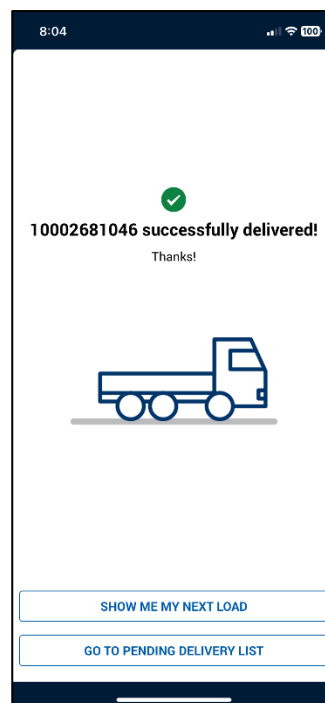 8:04
100
10002681046 successfully delivered!
Thanks!
SHOW ME MY NEXT LOAD
GO TO PENDING DELIVERY LIST